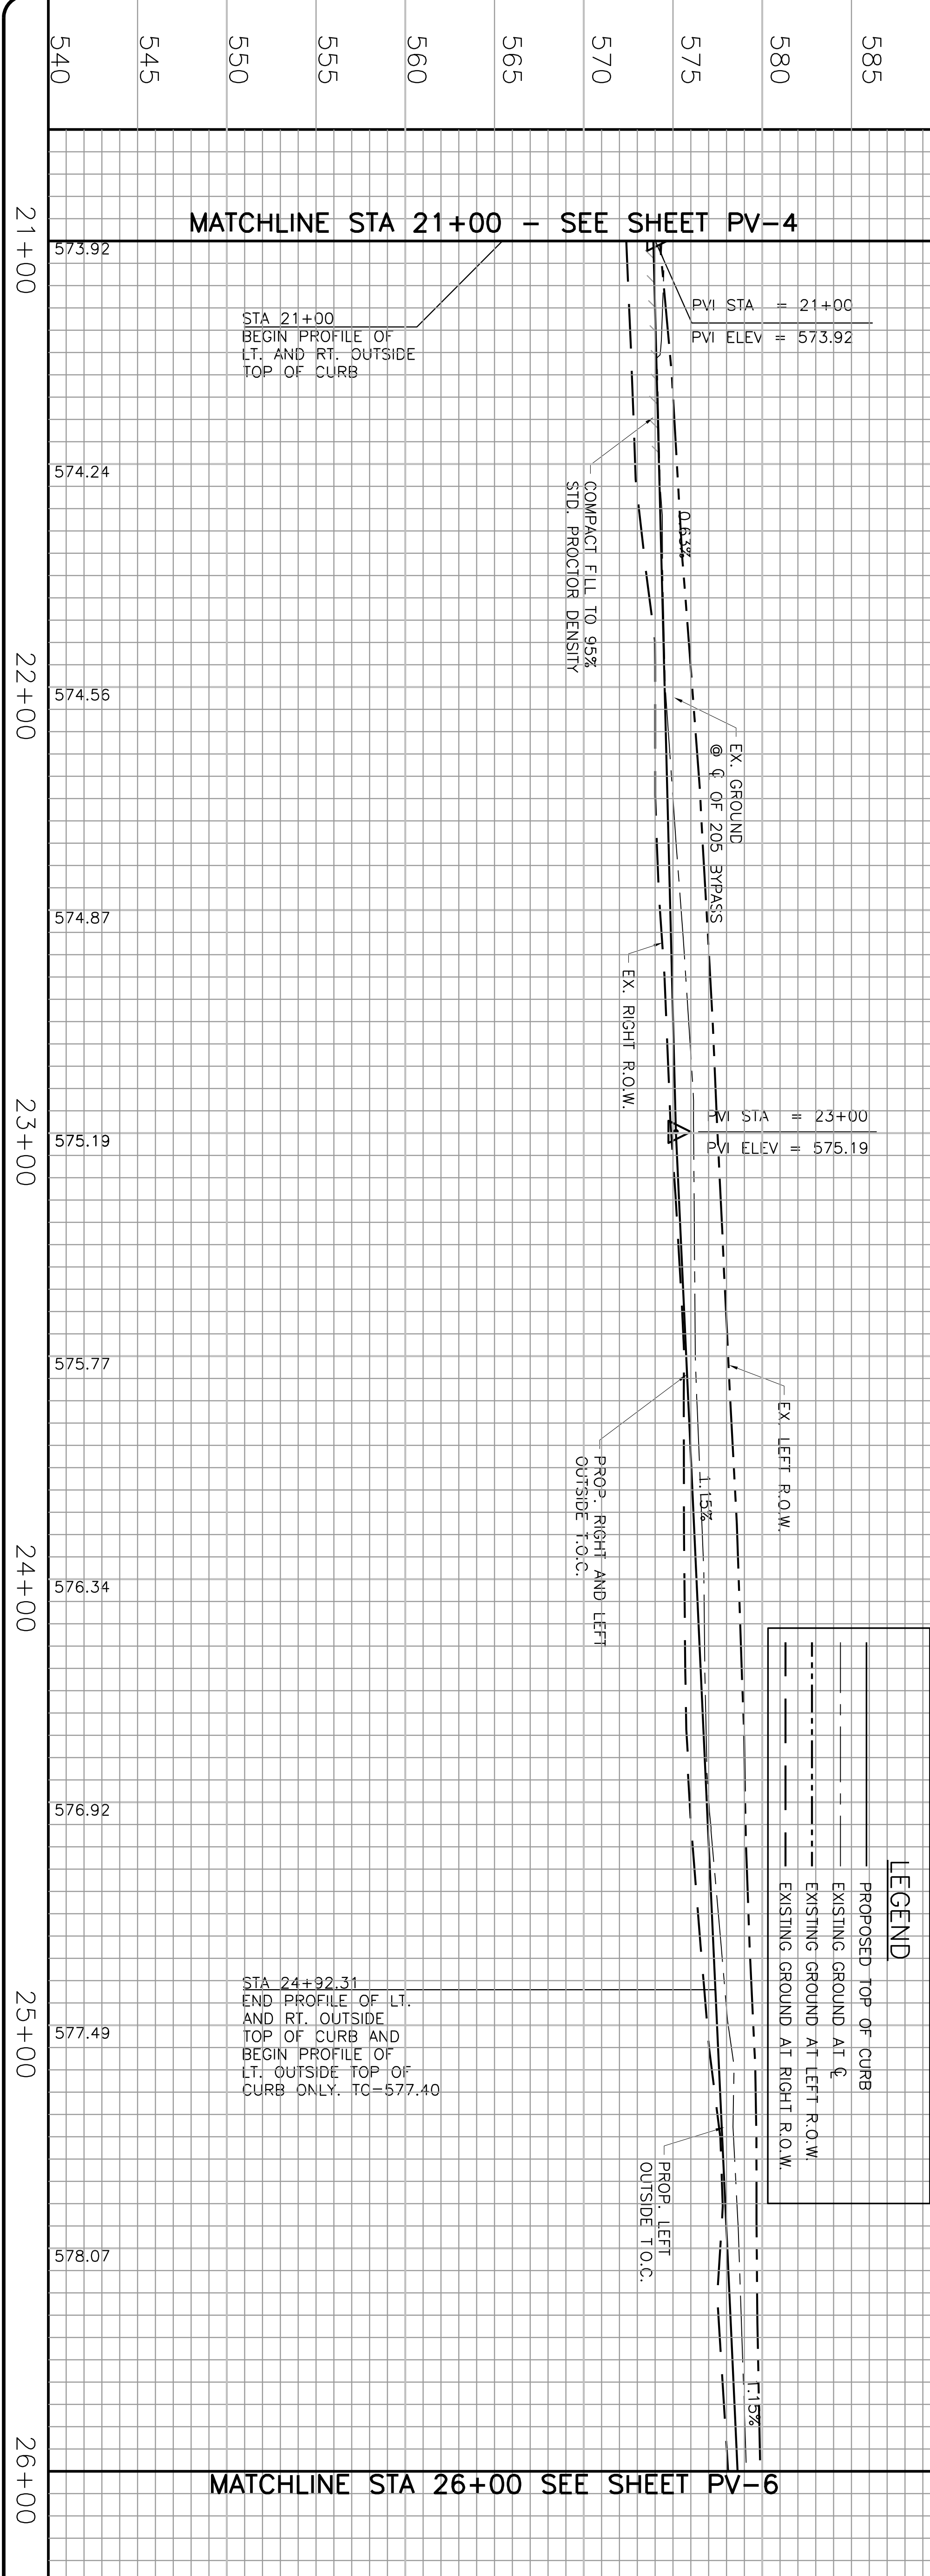 540
545
550
555
560
565
570
575
580
585
MATCHLINE STA 21+00 - SEE SHEET PV-4
21+00
573.92
STA 21+00
BEGIN PROFILE OF
LT. AND RT. OUTSIDE
TOP OF CURB
PVI STA = 21+00
PVI ELEV = 573.92
574.24
COMPACT FILL TO 95%
STD. PROCTOR DENSITY
0.63%
22+00
574.56
EX. GROUND
@ ℄ OF 205 BYPASS
574.87
EX. RIGHT R.O.W.
23+00
575.19
PVI STA = 23+00
PVI ELEV = 575.19
575.77
EX. LEFT R.O.W.
PROP. RIGHT AND LEFT
OUTSIDE T.O.C.
1.15%
24+00
576.34
LEGEND
PROPOSED TOP OF CURB
EXISTING GROUND AT ℄
EXISTING GROUND AT LEFT R.O.W.
EXISTING GROUND AT RIGHT R.O.W.
576.92
STA 24+92.31
END PROFILE OF LT.
AND RT. OUTSIDE
TOP OF CURB AND
BEGIN PROFILE OF
LT. OUTSIDE TOP OF
CURB ONLY. TC=577.40
25+00
577.49
PROP. LEFT
OUTSIDE T.O.C.
578.07
1.15%
26+00
MATCHLINE STA 26+00 SEE SHEET PV-6